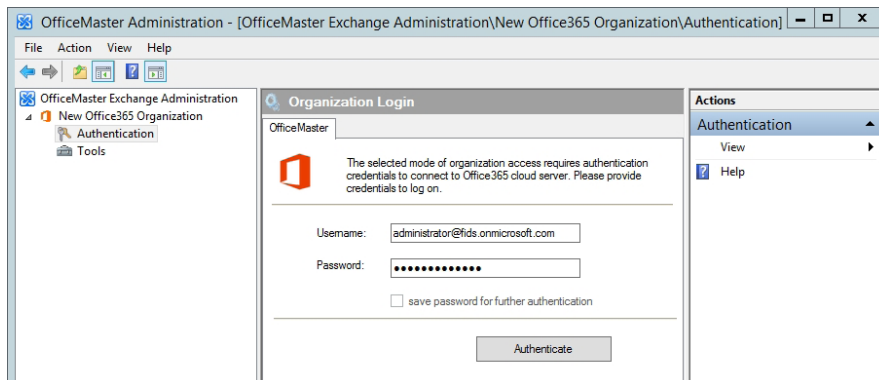 OfficeMaster Administration - [OfficeMaster Exchange Administration\New Office365 Organization\Authentication]
File Action View Help
OfficeMaster Exchange Administration
New Office365 Organization
Authentication
Tools
Organization Login
OfficeMaster
The selected mode of organization access requires authentication
credentials to connect to Office365 cloud server. Please provide
credentials to log on.
Username: administrator@fids.onmicrosoft.com
Password: •••••••••••••
save password for further authentication
Authenticate
Actions
Authentication
View
Help